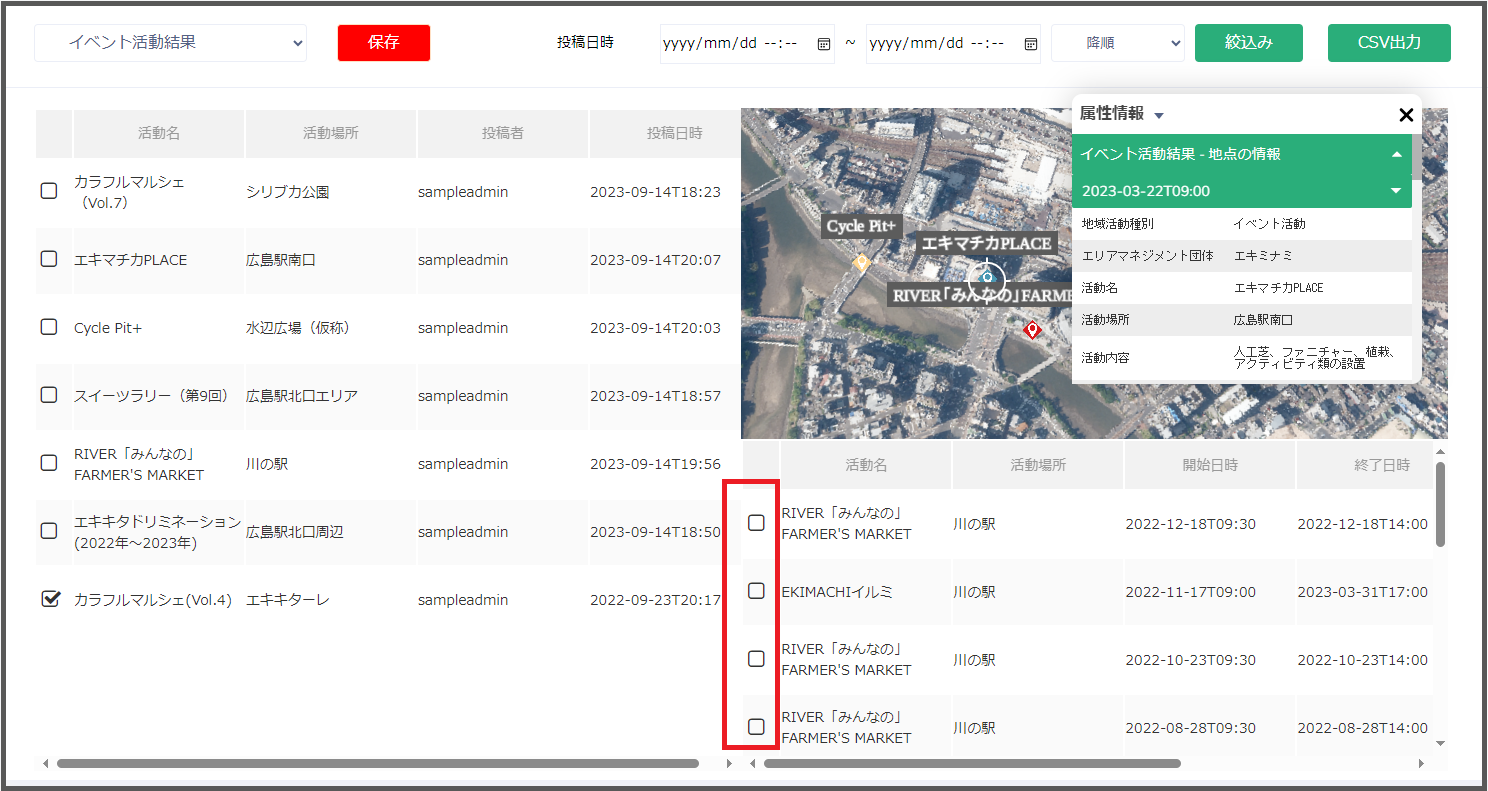 イベント活動結果
保存
投稿日時
yyyy/mm/dd --:--
~
yyyy/mm/dd --:--
降順
絞込み
CSV出力
活動名 活動場所 投稿者 投稿日時
カラフルマルシェ
（Vol.7）
シリブカ公園 sampleadmin 2023-09-14T18:23
エキマチカPLACE 広島駅南口 sampleadmin 2023-09-14T20:07
Cycle Pit+ 水辺広場（仮称） sampleadmin 2023-09-14T20:03
スイーツラリー（第9回） 広島駅北口エリア sampleadmin 2023-09-14T18:57
RIVER「みんなの」
FARMER'S MARKET
川の駅 sampleadmin 2023-09-14T19:56
エキキタドリミネーション
(2022年～2023年)
広島駅北口周辺 sampleadmin 2023-09-14T18:50
カラフルマルシェ(Vol.4) エキキターレ sampleadmin 2022-09-23T20:17
Cycle Pit+
エキマチカPLACE
RIVER「みんなの」FARME
属性情報
イベント活動結果 - 地点の情報
2023-03-22T09:00
地域活動種別 イベント活動
エリアマネジメント団体 エキミナミ
活動名 エキマチカPLACE
活動場所 広島駅南口
活動内容
人工芝、ファニチャー、植栽、
アクティビティ類の設置
活動名 活動場所 開始日時 終了日時
RIVER「みんなの」
FARMER'S MARKET
川の駅 2022-12-18T09:30 2022-12-18T14:00
EKIMACHIイルミ 川の駅 2022-11-17T09:00 2023-03-31T17:00
RIVER「みんなの」
FARMER'S MARKET
川の駅 2022-10-23T09:30 2022-10-23T14:00
RIVER「みんなの」
FARMER'S MARKET
川の駅 2022-08-28T09:30 2022-08-28T14:00